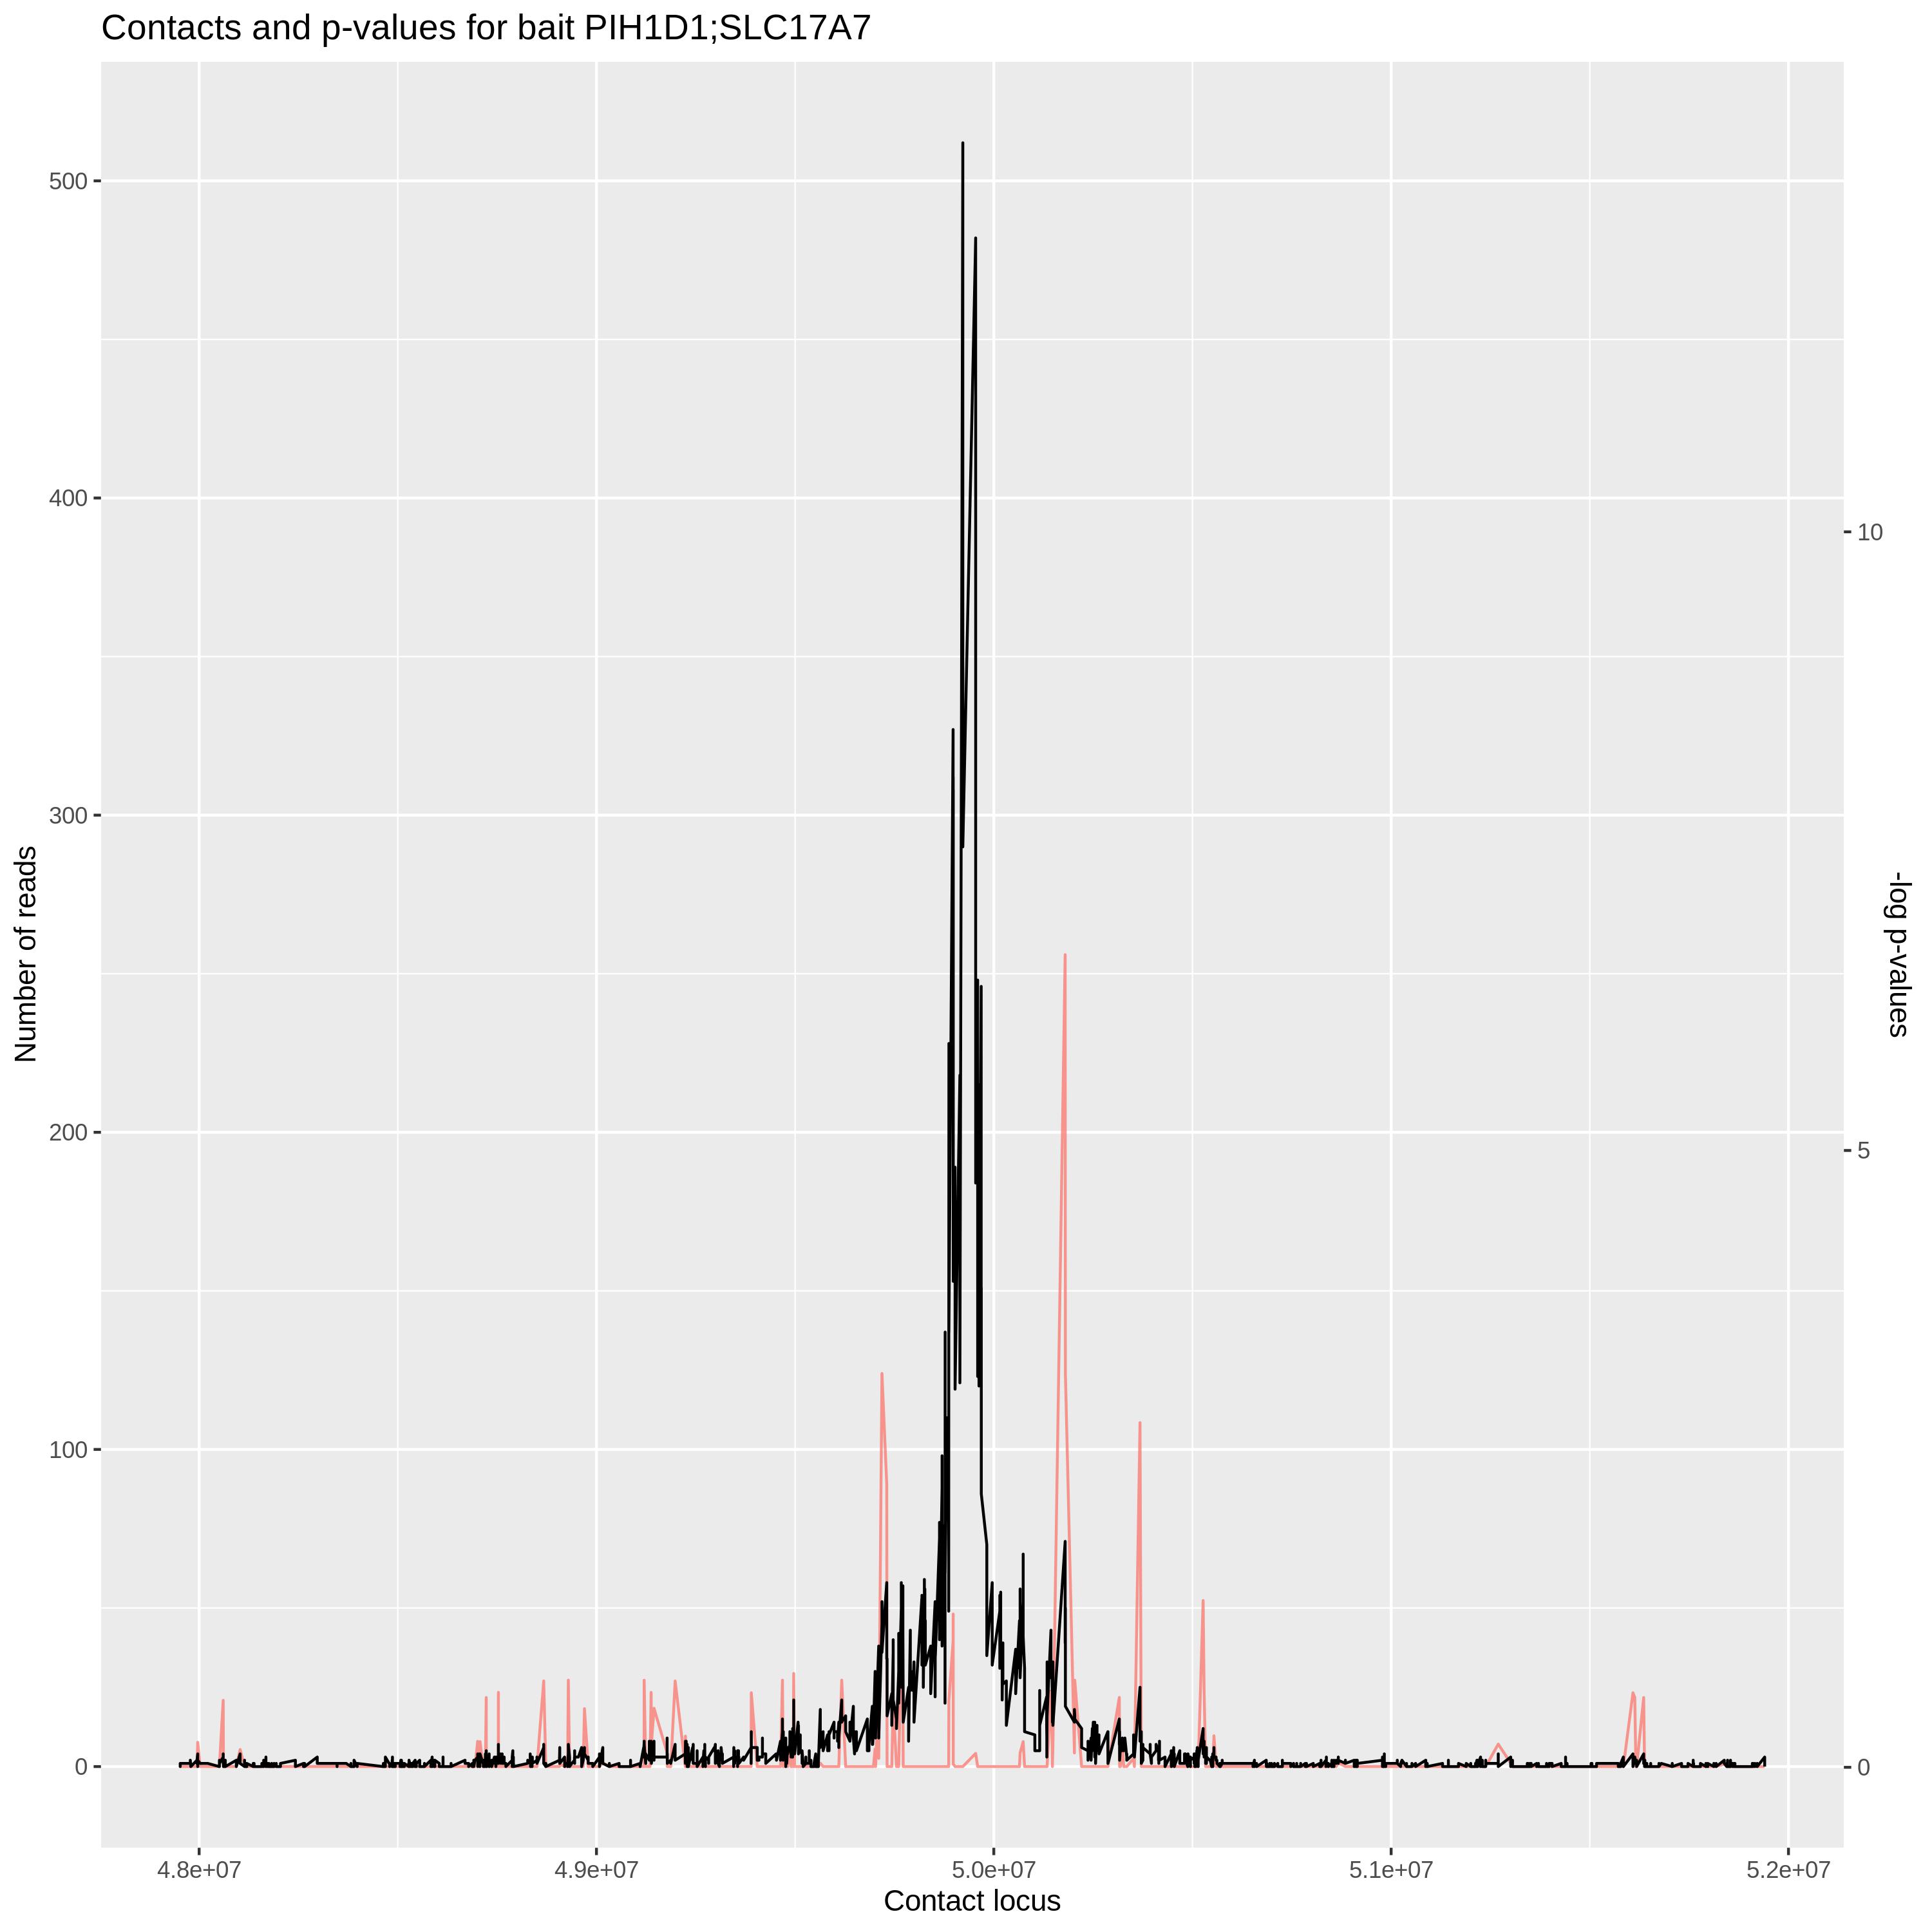 Contacts and p-values for bait PIH1D1;SLC17A7
500
400
300
200
100
0
Number of reads
10
5
0
-log p-values
4.8e+07 4.9e+07 5.0e+07 5.1e+07 5.2e+07
Contact locus